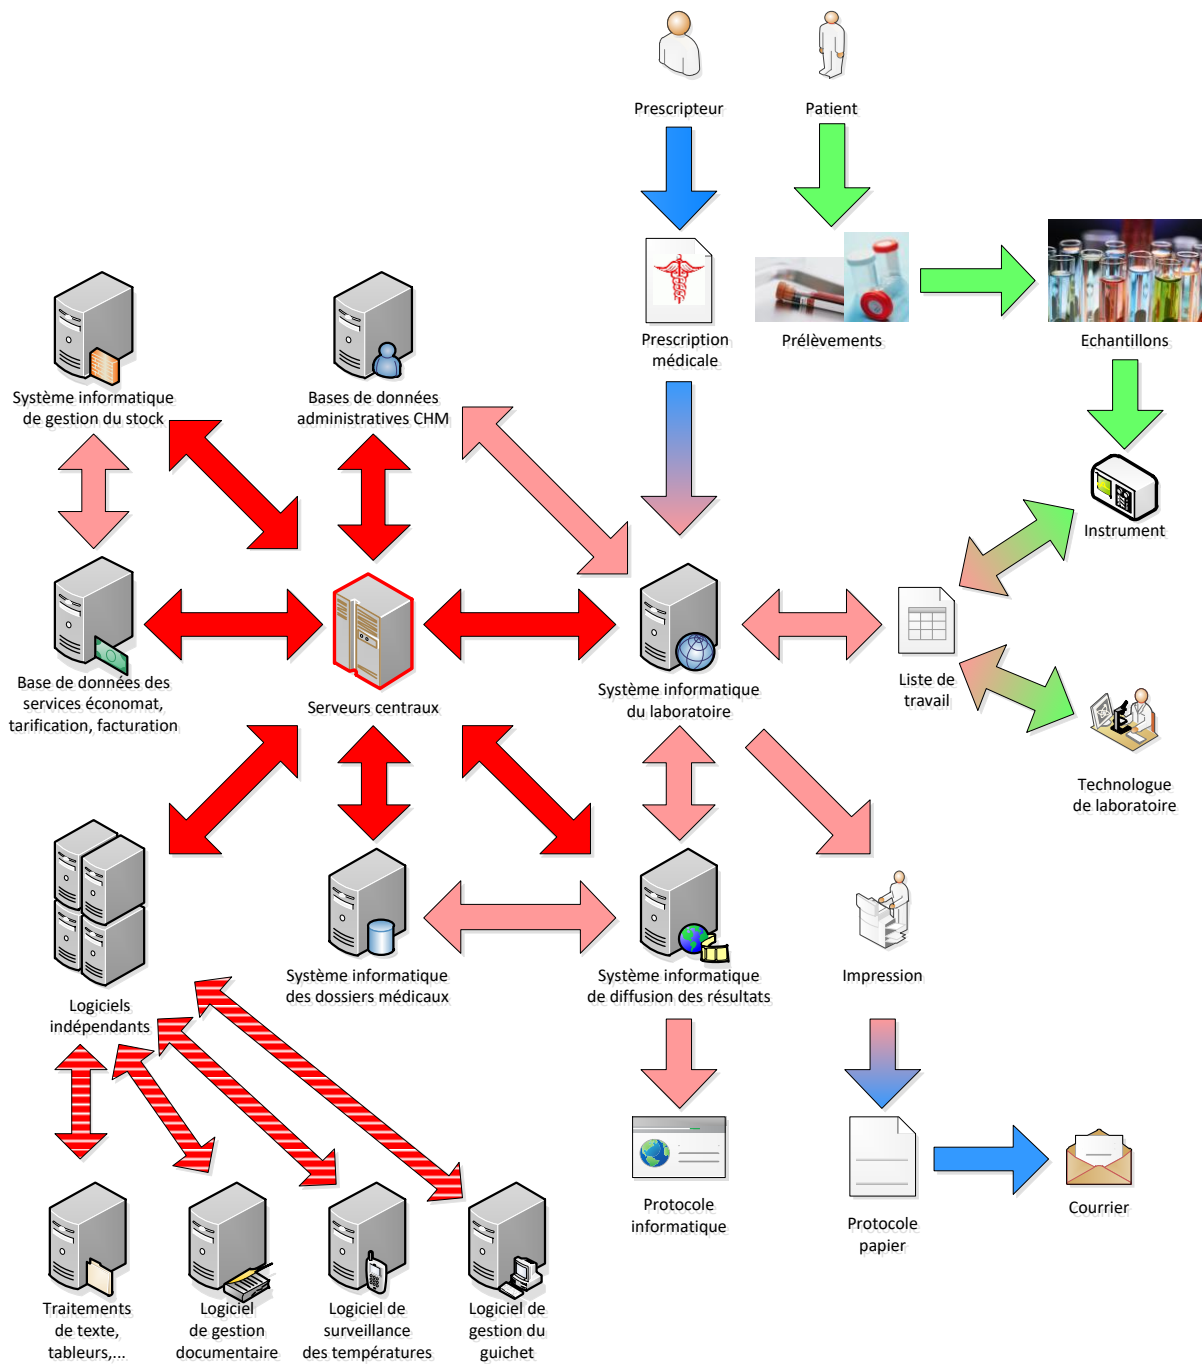 Prescripteur
Patient
Prescription
médicale
Prélèvements
Echantillons
Système informatique
de gestion du stock
Bases de données
administratives CHM
Instrument
Base de données des
services économat,
tarification, facturation
Serveurs centraux
Système informatique
du laboratoire
Liste de
travail
Technologue
de laboratoire
Logiciels
indépendants
Système informatique
des dossiers médicaux
Système informatique
de diffusion des résultats
Impression
Protocole
informatique
Protocole
papier
Courrier
Traitements
de texte,
tableurs,...
Logiciel
de gestion
documentaire
Logiciel de
surveillance
des températures
Logiciel de
gestion du
guichet